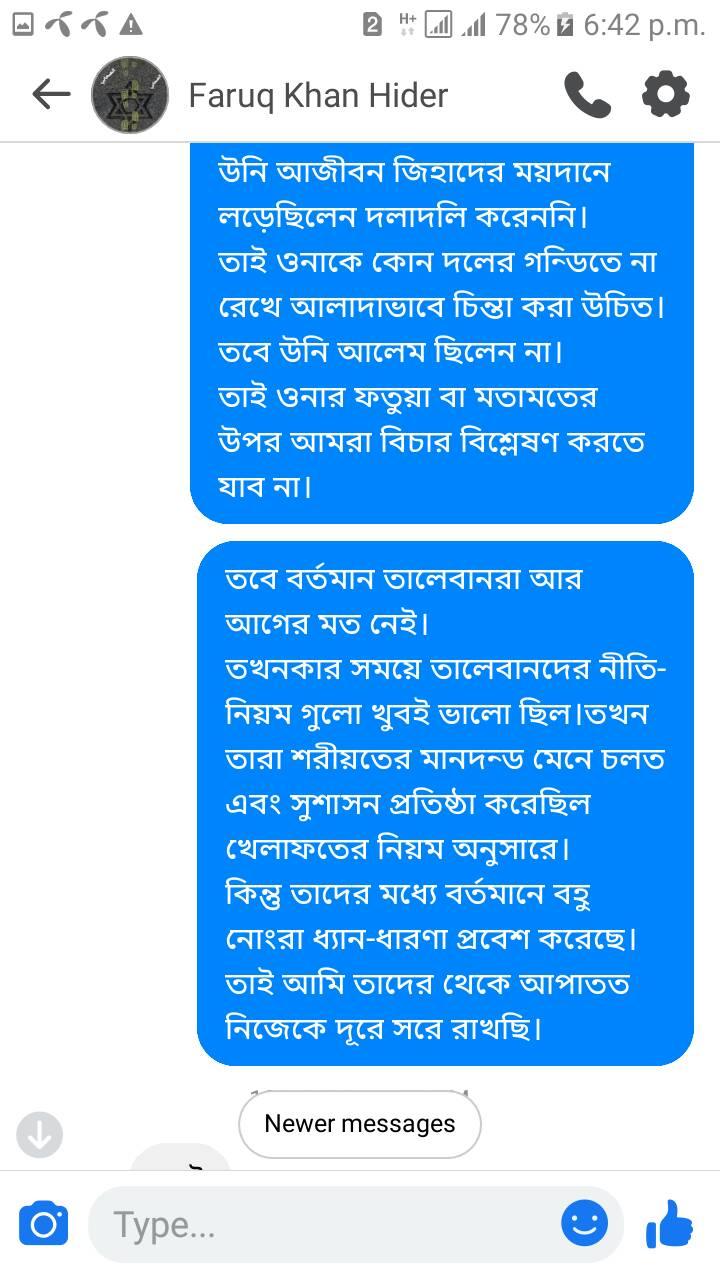 2 H+ 78% 6:42 p.m.
Faruq Khan Hider
উনি আজীবন জিহাদের ময়দানে
লড়েছিলেন দলাদলি করেননি।
তাই ওনাকে কোন দলের গন্ডিতে না
রেখে আলাদাভাবে চিন্তা করা উচিত।
তবে উনি আলেম ছিলেন না।
তাই ওনার ফতুয়া বা মতামতের
উপর আমরা বিচার বিশ্লেষণ করতে
যাব না।
তবে বর্তমান তালেবানরা আর
আগের মত নেই।
তখনকার সময়ে তালেবানদের নীতি-
নিয়ম গুলো খুবই ভালো ছিল।তখন
তারা শরীয়তের মানদন্ড মেনে চলত
এবং সুশাসন প্রতিষ্ঠা করেছিল
খেলাফতের নিয়ম অনুসারে।
কিন্তু তাদের মধ্যে বর্তমানে বহু
নোংরা ধ্যান-ধারণা প্রবেশ করেছে।
তাই আমি তাদের থেকে আপাতত
নিজেকে দূরে সরে রাখছি।
Newer messages
Type...